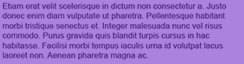 Etiam erat velit scelerisque in dictum non consectetur a. Justo
donec enim diam vulputate ut pharetra. Pellentesque habitant
morbi tristique senectus et. Integer malesuada nunc vel risus
commodo. Purus gravida quis blandit turpis cursus in hac
habitasse. Facilisi morbi tempus iaculis urna id volutpat lacus
laoreet non. Aenean pharetra magna ac.